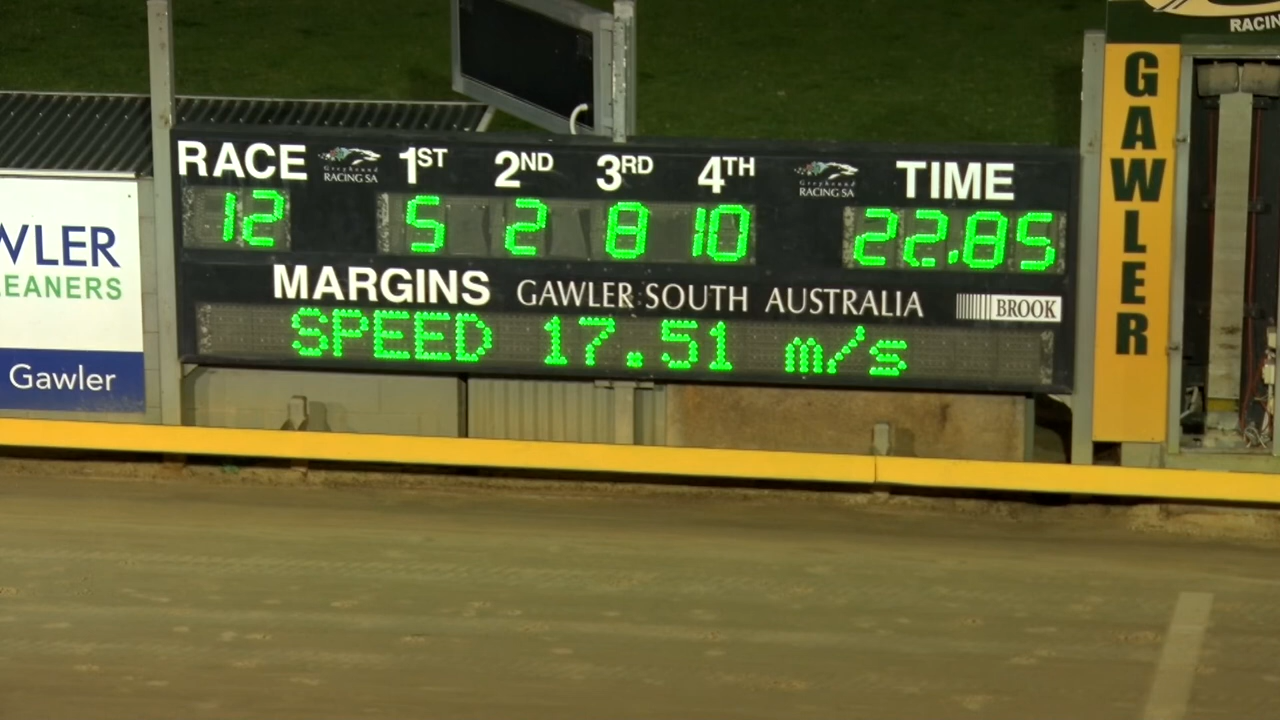 RACIN
GAWLER
RACE 1ST 2ND 3RD 4TH TIME
Greyhound
RACING SA
Greyhound
RACING SA
12 5 2 8 10 22.85
MARGINS GAWLER SOUTH AUSTRALIA BROOK
SPEED 17.51 m/s
WLER
EANERS
Gawler